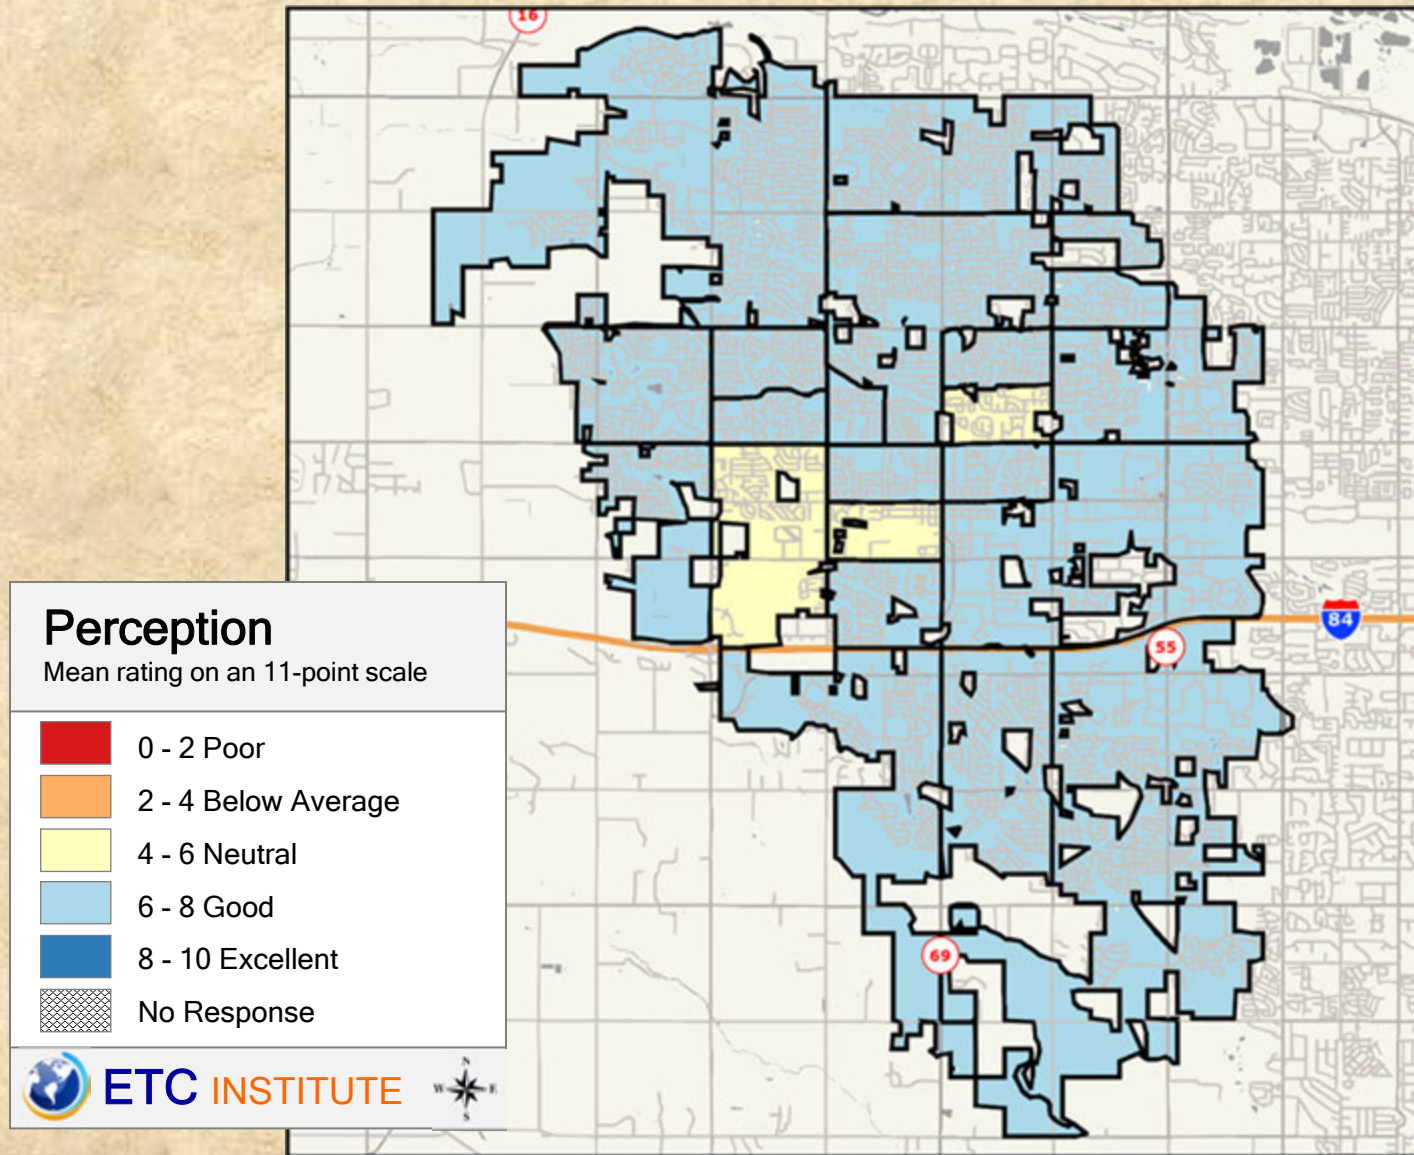 16
84
55
Perception
Mean rating on an 11-point scale
0 - 2 Poor
2 - 4 Below Average
4 - 6 Neutral
6 - 8 Good
8 - 10 Excellent
No Response
69
ETC INSTITUTE
N
W E
S